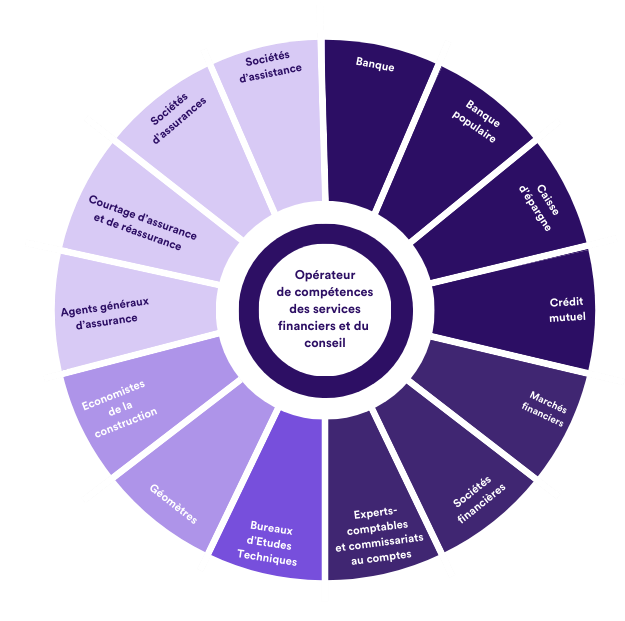 Banque
Banque
populaire
Caisse
d'épargne
Crédit
mutuel
Marchés
financiers
Sociétés
financières
Experts-
comptables
et commissariats
au comptes
Bureaux
d'Etudes
Techniques
Géomètres
Economistes
de la
construction
Agents généraux
d'assurance
Courtage d'assurance
et de réassurance
Sociétés
d'assurances
Sociétés
d'assistance
Opérateur
de compétences
des services
financiers et du
conseil